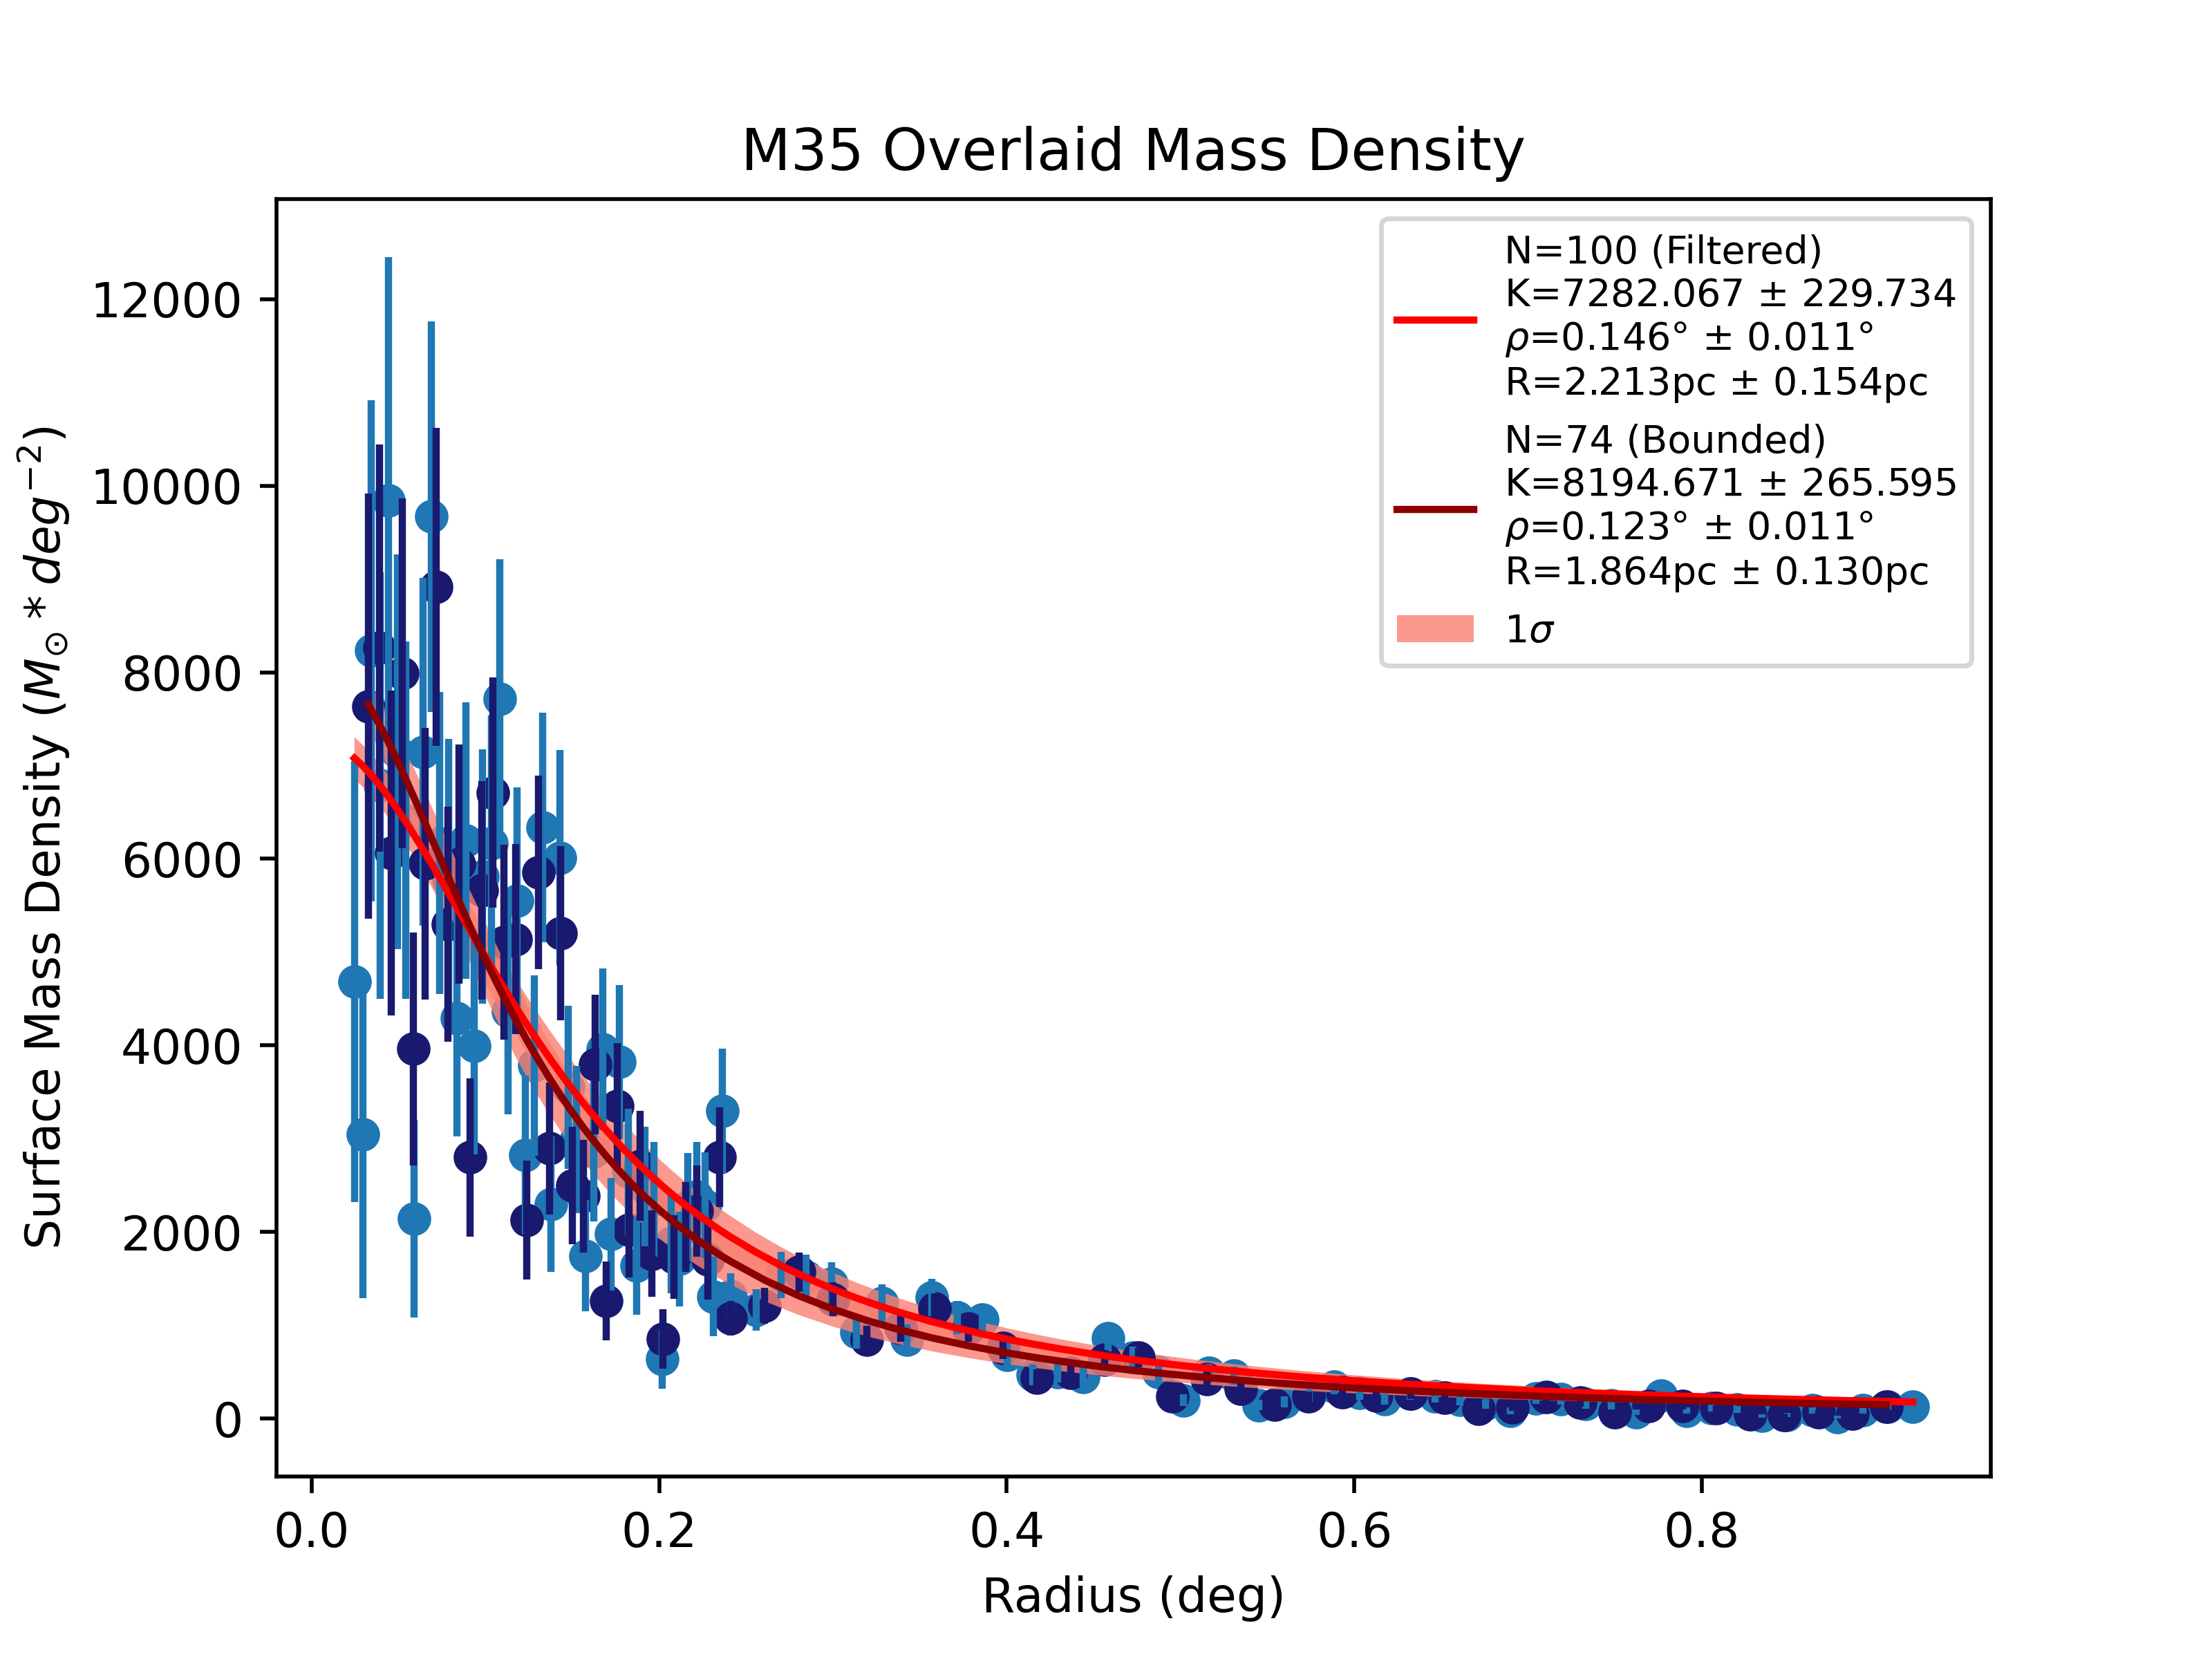 M35 Overlaid Mass Density
N=100 (Filtered)
K=7282.067 ± 229.734
ρ=0.146° ± 0.011°
R=2.213pc ± 0.154pc
N=74 (Bounded)
K=8194.671 ± 265.595
ρ=0.123° ± 0.011°
R=1.864pc ± 0.130pc
1σ
Surface Mass Density (M⊙ * deg⁻²)
12000
10000
8000
6000
4000
2000
0
0.0 0.2 0.4 0.6 0.8
Radius (deg)